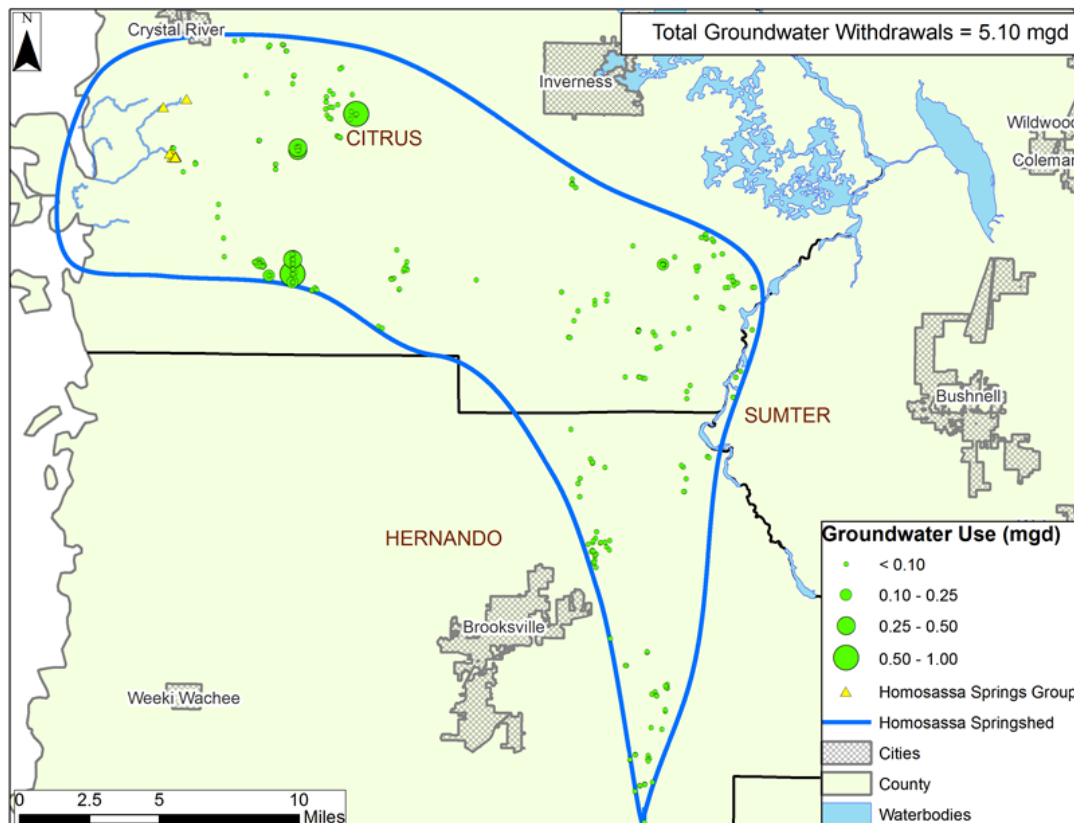 N
Crystal River
Total Groundwater Withdrawals = 5.10 mgd
Inverness
Wildwood
Coleman
CITRUS
Bushnell
SUMTER
HERNANDO
Brooksville
Weeki Wachee
Groundwater Use (mgd)
< 0.10
0.10 - 0.25
0.25 - 0.50
0.50 - 1.00
Homosassa Springs Group
Homosassa Springshed
Cities
County
Waterbodies
0 2.5 5 10
Miles